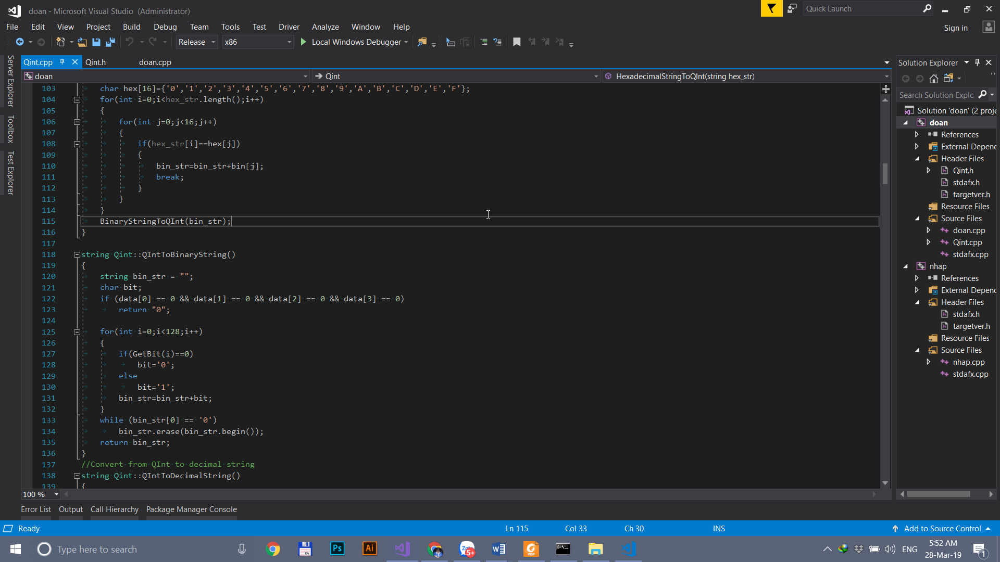 doan - Microsoft Visual Studio (Administrator)
Quick Launch
File Edit View Project Build Debug Team Tools Test Driver Analyze Window Help
Sign in
Release x86 Local Windows Debugger
Server Explorer
Toolbox
Test Explorer
Qint.cpp Qint.h doan.cpp
doan Qint HexadecimalStringToQInt(string hex_str)
103 char hex[16]={'0','1','2','3','4','5','6','7','8','9','A','B','C','D','E','F'};
104 for(int i=0;i<hex_str.length();i++)
105 {
106 for(int j=0;j<16;j++)
107 {
108 if(hex_str[i]==hex[j])
109 {
110 bin_str=bin_str+bin[j];
111 break;
112 }
113 }
114 }
115 BinaryStringToQInt(bin_str);
116 }
117
118 string Qint::QIntToBinaryString()
119 {
120 string bin_str = "";
121 char bit;
122 if (data[0] == 0 && data[1] == 0 && data[2] == 0 && data[3] == 0)
123 return "0";
124
125 for(int i=0;i<128;i++)
126 {
127 if(GetBit(i)==0)
128 bit='0';
129 else
130 bit='1';
131 bin_str=bin_str+bit;
132 }
133 while (bin_str[0] == '0')
134 bin_str.erase(bin_str.begin());
135 return bin_str;
136 }
137 //Convert from QInt to decimal string
138 string Qint::QIntToDecimalString()
139 {
100 %
Solution Explorer
Search Solution Explo
Solution 'doan' (2 proje
doan
References
External Depend
Header Files
Qint.h
stdafx.h
targetver.h
Resource Files
Source Files
doan.cpp
Qint.cpp
stdafx.cpp
nhap
References
External Depend
Header Files
stdafx.h
targetver.h
Resource Files
Source Files
nhap.cpp
stdafx.cpp
Error List Output Call Hierarchy Package Manager Console
Ready Ln 115 Col 33 Ch 30 INS Add to Source Control
Type here to search
Ps
Ai
5+
PDF
64
ENG
5:52 AM
28-Mar-19
1